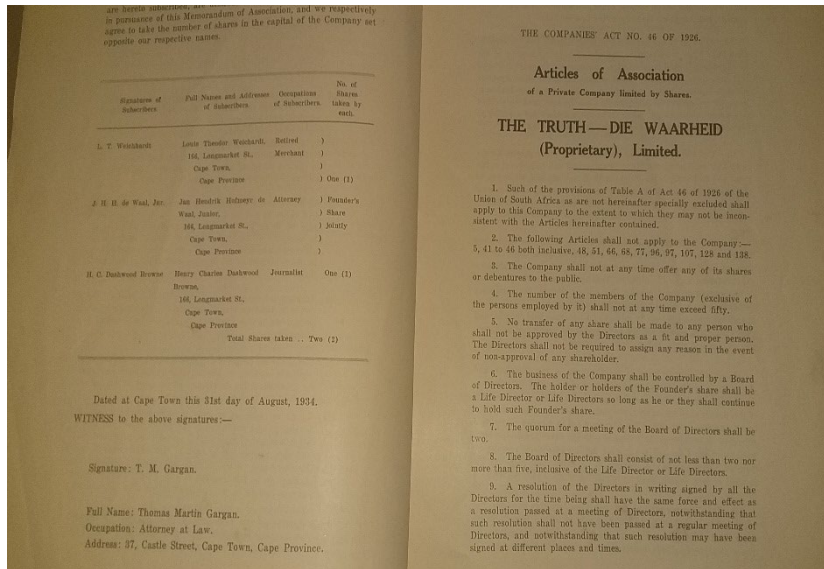 are herein subscribed, are
in pursuance of this Memorandum of Association, and we respectively
agree to take the number of shares in the capital of the Company set
opposite our respective names.
Signatures of Subscribers. Full Names and Addresses of Subscribers. Occupations of Subscribers. No. of Shares taken by each.
L. T. Weichardt Louis Theodor Weichardt, Retired )
166, Longmarket St., Merchant )
Cape Town, )
Cape Province ) One (1)
J. H. H. de Waal, Jnr. Jan Hendrik Hofmeyr de Attorney ) Founder's
Waal, Junior, ) Share
166, Longmarket St., ) jointly
Cape Town, )
Cape Province )
H. C. Dashwood Browne Henry Charles Dashwood Journalist One (1)
Browne,
166, Longmarket St.,
Cape Town,
Cape Province
Total Shares taken .. Two (2)
Dated at Cape Town this 31st day of August, 1934.
WITNESS to the above signatures:—
Signature: T. M. Gargan.
Full Name: Thomas Martin Gargan.
Occupation: Attorney at Law.
Address: 37, Castle Street, Cape Town, Cape Province.
THE COMPANIES' ACT NO. 46 OF 1926.
Articles of Association
of a Private Company limited by Shares.
THE TRUTH — DIE WAARHEID
(Proprietary), Limited.
1. Such of the provisions of Table A of Act 46 of 1926 of the
Union of South Africa as are not hereinafter specially excluded shall
apply to this Company to the extent to which they may not be incon-
sistent with the Articles hereinafter contained.
2. The following Articles shall not apply to the Company:—
5, 41 to 46 both inclusive, 48, 51, 66, 68, 77, 96, 97, 107, 128 and 138.
3. The Company shall not at any time offer any of its shares
or debentures to the public.
4. The number of the members of the Company (exclusive of
the persons employed by it) shall not at any time exceed fifty.
5. No transfer of any share shall be made to any person who
shall not be approved by the Directors as a fit and proper person.
The Directors shall not be required to assign any reason in the event
of non-approval of any shareholder.
6. The business of the Company shall be controlled by a Board
of Directors. The holder or holders of the Founder's share shall be
a Life Director or Life Directors so long as he or they shall continue
to hold such Founder's share.
7. The quorum for a meeting of the Board of Directors shall be
two.
8. The Board of Directors shall consist of not less than two nor
more than five, inclusive of the Life Director or Life Directors.
9. A resolution of the Directors in writing signed by all the
Directors for the time being shall have the same force and effect as
a resolution passed at a meeting of Directors, notwithstanding that
such resolution shall not have been passed at a regular meeting of
Directors, and notwithstanding that such resolution may have been
signed at different places and times.